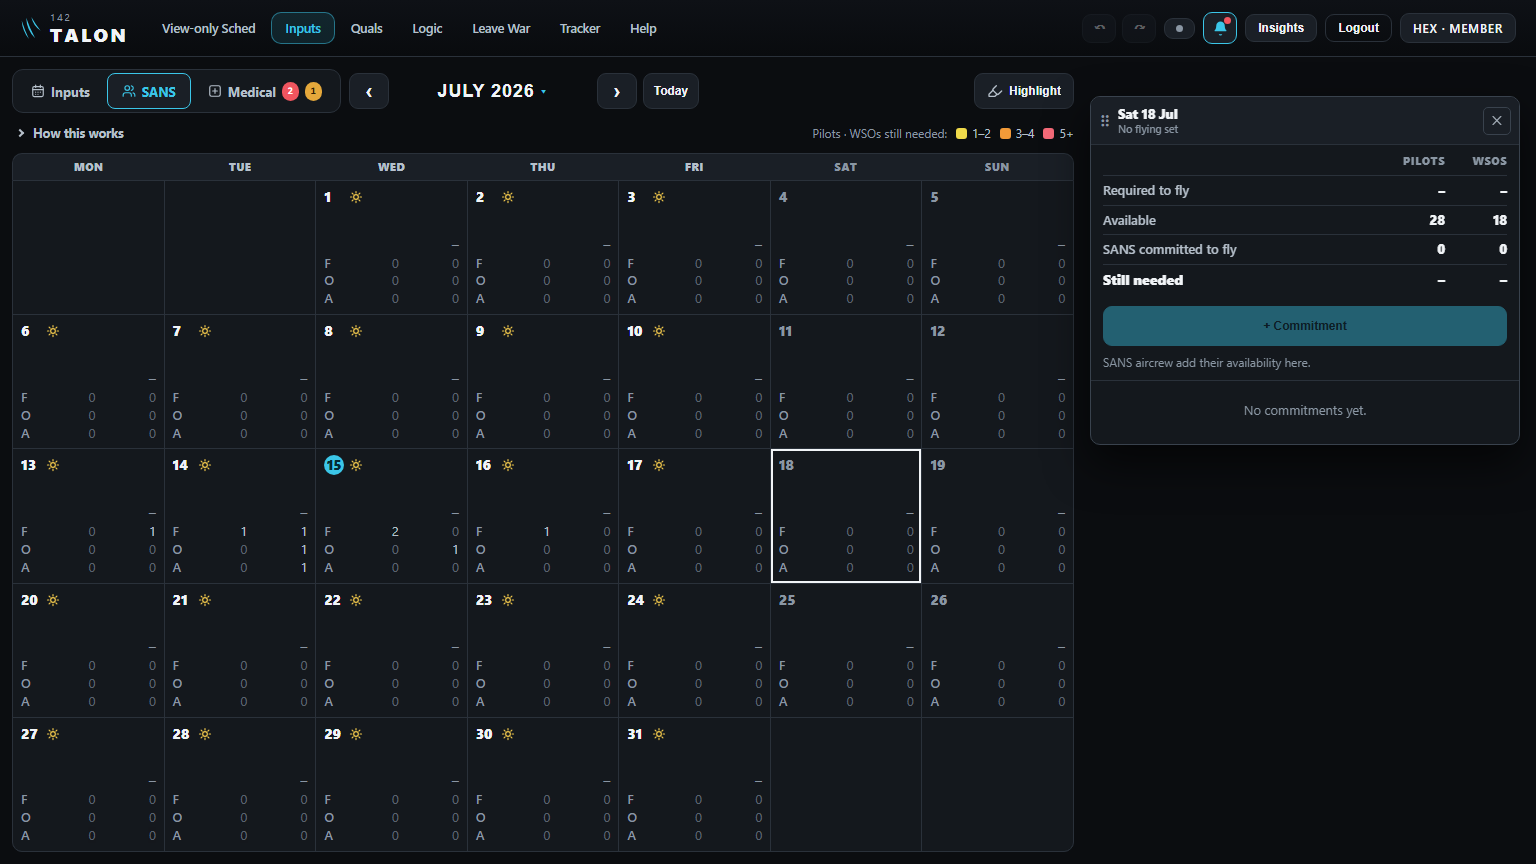 142
TALON
View-only Sched
Inputs
Quals
Logic
Leave War
Tracker
Help
Insights
Logout
HEX · MEMBER
Inputs
SANS
Medical 2 1
‹
JULY 2026
›
Today
Highlight
How this works
Pilots · WSOs still needed: 1–2 3–4 5+
MON TUE WED THU FRI SAT SUN
1 2 3 4 5
– – – – –
F 0 0 F 0 0 F 0 0 F 0 0 F 0 0
O 0 0 O 0 0 O 0 0 O 0 0 O 0 0
A 0 0 A 0 0 A 0 0 A 0 0 A 0 0
6 7 8 9 10 11 12
– – – – – – –
F 0 0 F 0 0 F 0 0 F 0 0 F 0 0 F 0 0 F 0 0
O 0 0 O 0 0 O 0 0 O 0 0 O 0 0 O 0 0 O 0 0
A 0 0 A 0 0 A 0 0 A 0 0 A 0 0 A 0 0 A 0 0
13 14 15 16 17 18 19
– – – – – – –
F 0 1 F 1 1 F 2 0 F 1 0 F 0 0 F 0 0 F 0 0
O 0 0 O 0 1 O 0 1 O 0 0 O 0 0 O 0 0 O 0 0
A 0 0 A 0 1 A 0 0 A 0 0 A 0 0 A 0 0 A 0 0
20 21 22 23 24 25 26
– – – – – – –
F 0 0 F 0 0 F 0 0 F 0 0 F 0 0 F 0 0 F 0 0
O 0 0 O 0 0 O 0 0 O 0 0 O 0 0 O 0 0 O 0 0
A 0 0 A 0 0 A 0 0 A 0 0 A 0 0 A 0 0 A 0 0
27 28 29 30 31
– – – – –
F 0 0 F 0 0 F 0 0 F 0 0 F 0 0
O 0 0 O 0 0 O 0 0 O 0 0 O 0 0
A 0 0 A 0 0 A 0 0 A 0 0 A 0 0
Sat 18 Jul
No flying set
PILOTS WSOS
Required to fly – –
Available 28 18
SANS committed to fly 0 0
Still needed – –
+ Commitment
SANS aircrew add their availability here.
No commitments yet.